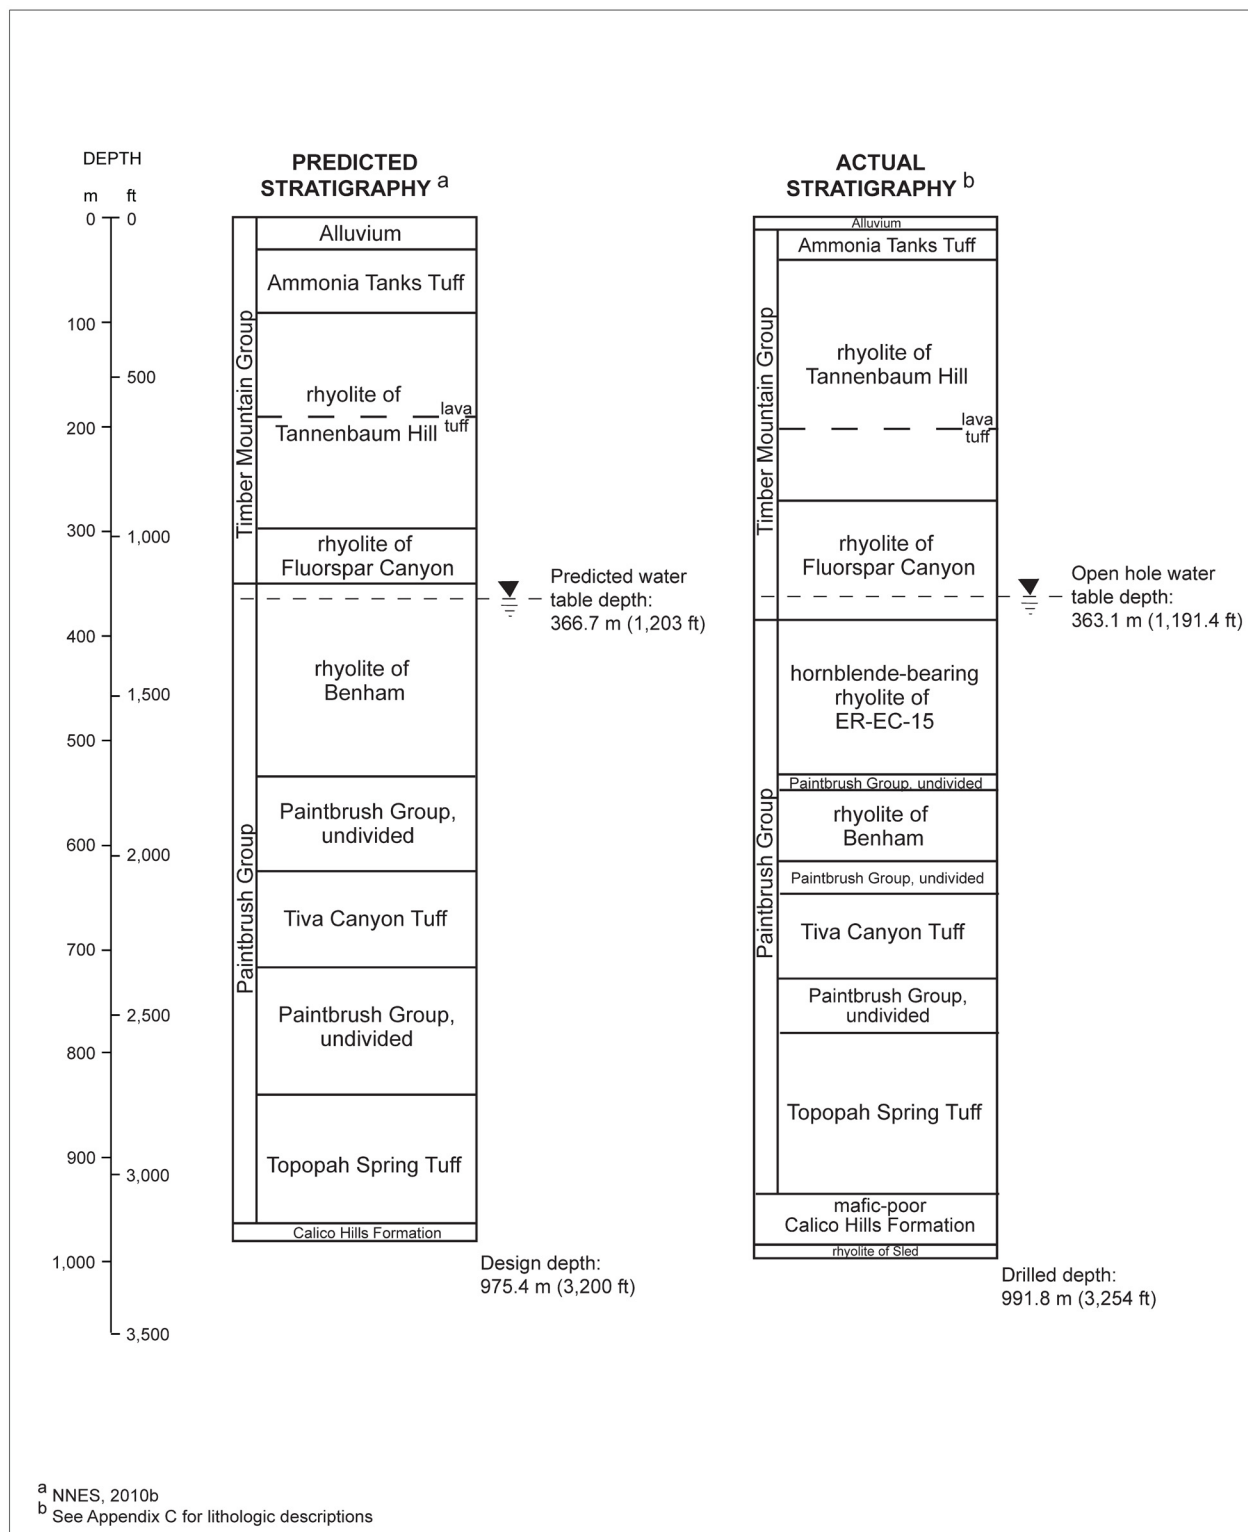 DEPTH
m ft
0 0
100
500
200
300
1,000
400
1,500
500
600
2,000
700
2,500
800
900
3,000
1,000
3,500
PREDICTED
STRATIGRAPHY a
Timber Mountain Group
Paintbrush Group
Alluvium
Ammonia Tanks Tuff
rhyolite of
lava
tuff
Tannenbaum Hill
rhyolite of
Fluorspar Canyon
Predicted water
table depth:
366.7 m (1,203 ft)
rhyolite of
Benham
Paintbrush Group,
undivided
Tiva Canyon Tuff
Paintbrush Group,
undivided
Topopah Spring Tuff
Calico Hills Formation
Design depth:
975.4 m (3,200 ft)
ACTUAL
STRATIGRAPHY b
Timber Mountain Group
Paintbrush Group
Alluvium
Ammonia Tanks Tuff
rhyolite of
Tannenbaum Hill
lava
tuff
rhyolite of
Fluorspar Canyon
Open hole water
table depth:
363.1 m (1,191.4 ft)
hornblende-bearing
rhyolite of
ER-EC-15
Paintbrush Group, undivided
rhyolite of
Benham
Paintbrush Group, undivided
Tiva Canyon Tuff
Paintbrush Group,
undivided
Topopah Spring Tuff
mafic-poor
Calico Hills Formation
rhyolite of Sled
Drilled depth:
991.8 m (3,254 ft)
a NNES, 2010b
b See Appendix C for lithologic descriptions